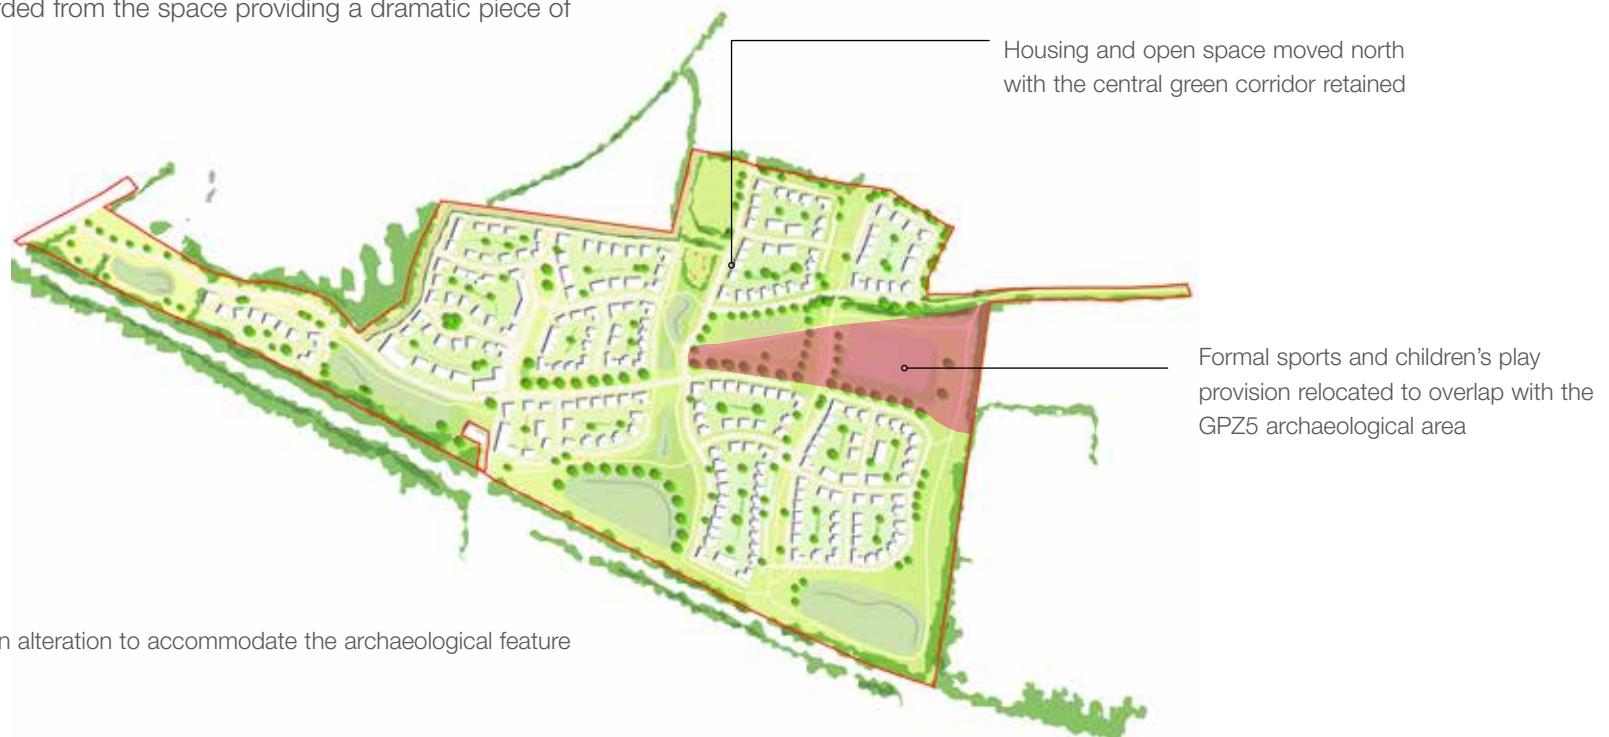 rded from the space providing a dramatic piece of
Housing and open space moved north
with the central green corridor retained
Formal sports and children's play
provision relocated to overlap with the
GPZ5 archaeological area
n alteration to accommodate the archaeological feature